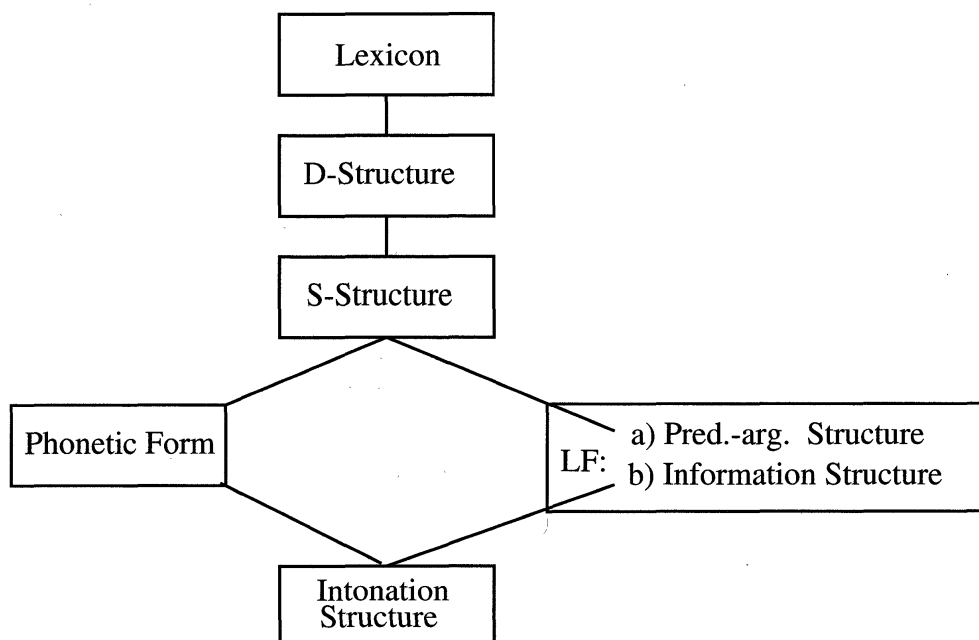 Lexicon
D-Structure
S-Structure
Phonetic Form
LF:
a) Pred.-arg. Structure
b) Information Structure
Intonation
Structure